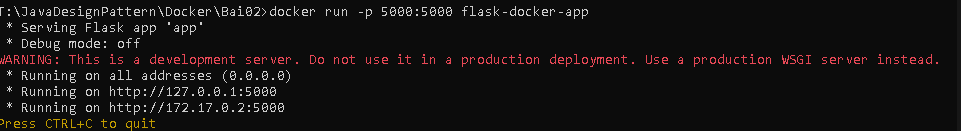 T:\JavaDesignPattern\Docker\Bai02>docker run -p 5000:5000 flask-docker-app
 * Serving Flask app 'app'
 * Debug mode: off
WARNING: This is a development server. Do not use it in a production deployment. Use a production WSGI server instead.
 * Running on all addresses (0.0.0.0)
 * Running on http://127.0.0.1:5000
 * Running on http://172.17.0.2:5000
Press CTRL+C to quit